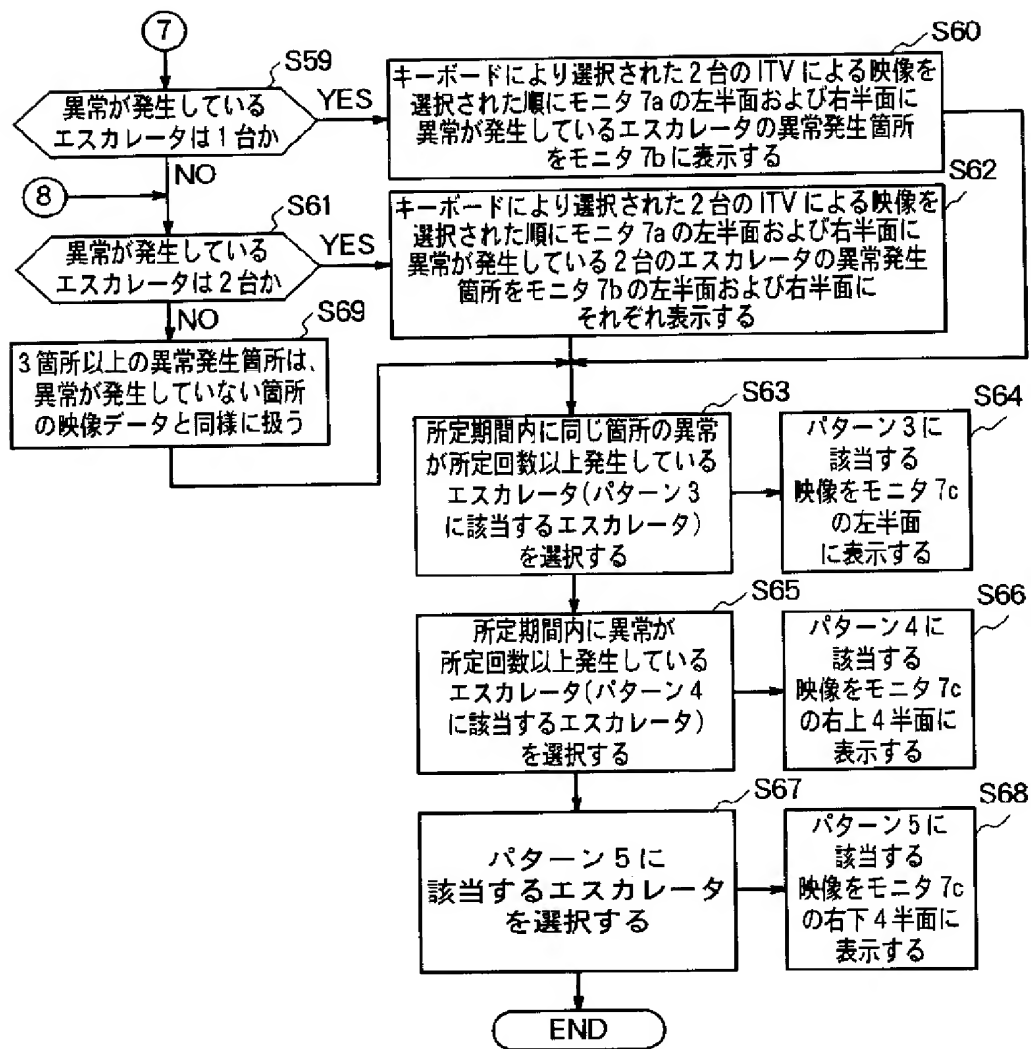 7
S59
異常が発生している
エスカレータは1台か
YES
NO
S60
キーボードにより選択された2台のITVによる映像を
選択された順にモニタ7aの左半面および右半面に
異常が発生しているエスカレータの異常発生箇所
をモニタ7bに表示する
8
S61
異常が発生している
エスカレータは2台か
YES
NO
S62
キーボードにより選択された2台のITVによる映像を
選択された順にモニタ7aの左半面および右半面に
異常が発生している2台のエスカレータの異常発生
箇所をモニタ7bの左半面および右半面に
それぞれ表示する
S69
3箇所以上の異常発生箇所は、
異常が発生していない箇所
の映像データと同様に扱う
S63
所定期間内に同じ箇所の異常
が所定回数以上発生している
エスカレータ(パターン3
に該当するエスカレータ)
を選択する
S64
パターン3に
該当する
映像をモニタ7c
の左半面
に表示する
S65
所定期間内に異常が
所定回数以上発生している
エスカレータ(パターン4
に該当するエスカレータ)
を選択する
S66
パターン4に
該当する
映像をモニタ7c
の右上4半面に
表示する
S67
パターン5に
該当するエスカレータ
を選択する
S68
パターン5に
該当する
映像をモニタ7c
の右下4半面に
表示する
END